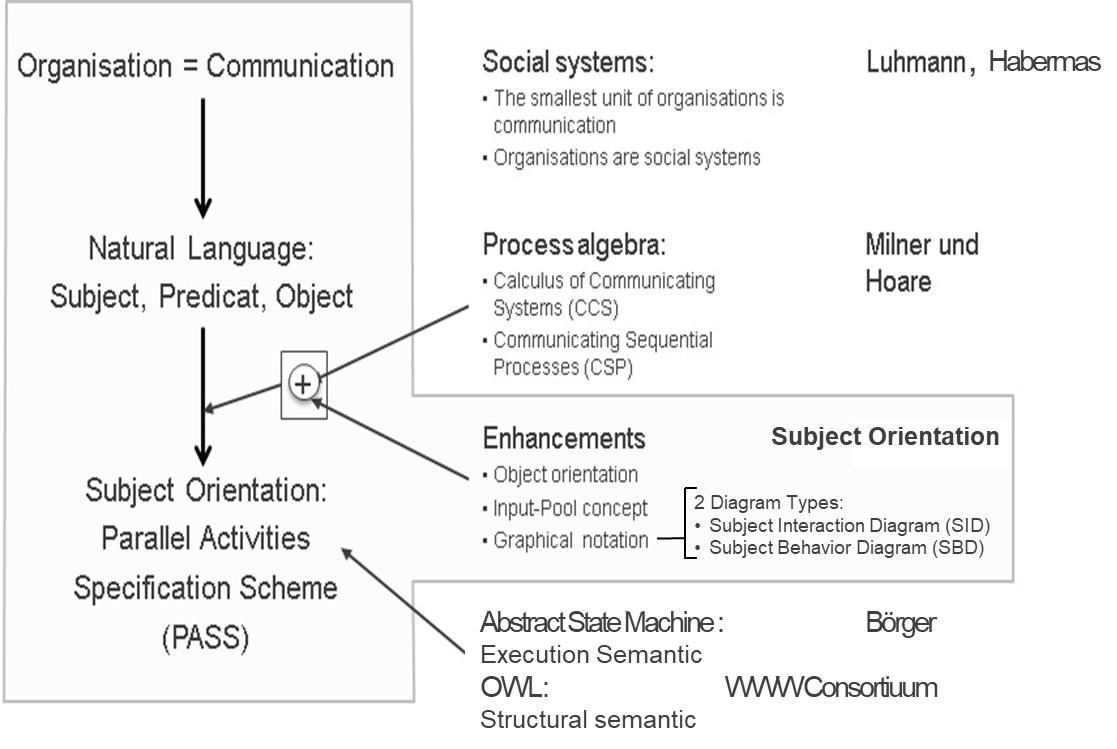 Organisation = Communication
Natural Language:
Subject, Predicat, Object
+
Subject Orientation:
Parallel Activities
Specification Scheme
(PASS)
Social systems:
Luhmann, Habermas
▪ The smallest unit of organisations is
communication
▪ Organisations are social systems
Process algebra:
Milner und
Hoare
▪ Calculus of Communicating
Systems (CCS)
▪ Communicating Sequential
Processes (CSP)
Enhancements
Subject Orientation
▪ Object orientation
▪ Input-Pool concept
▪ Graphical notation
2 Diagram Types:
• Subject Interaction Diagram (SID)
• Subject Behavior Diagram (SBD)
Abstract State Machine :
Börger
Execution Semantic
OWL:
WWW Consortiuum
Structural semantic